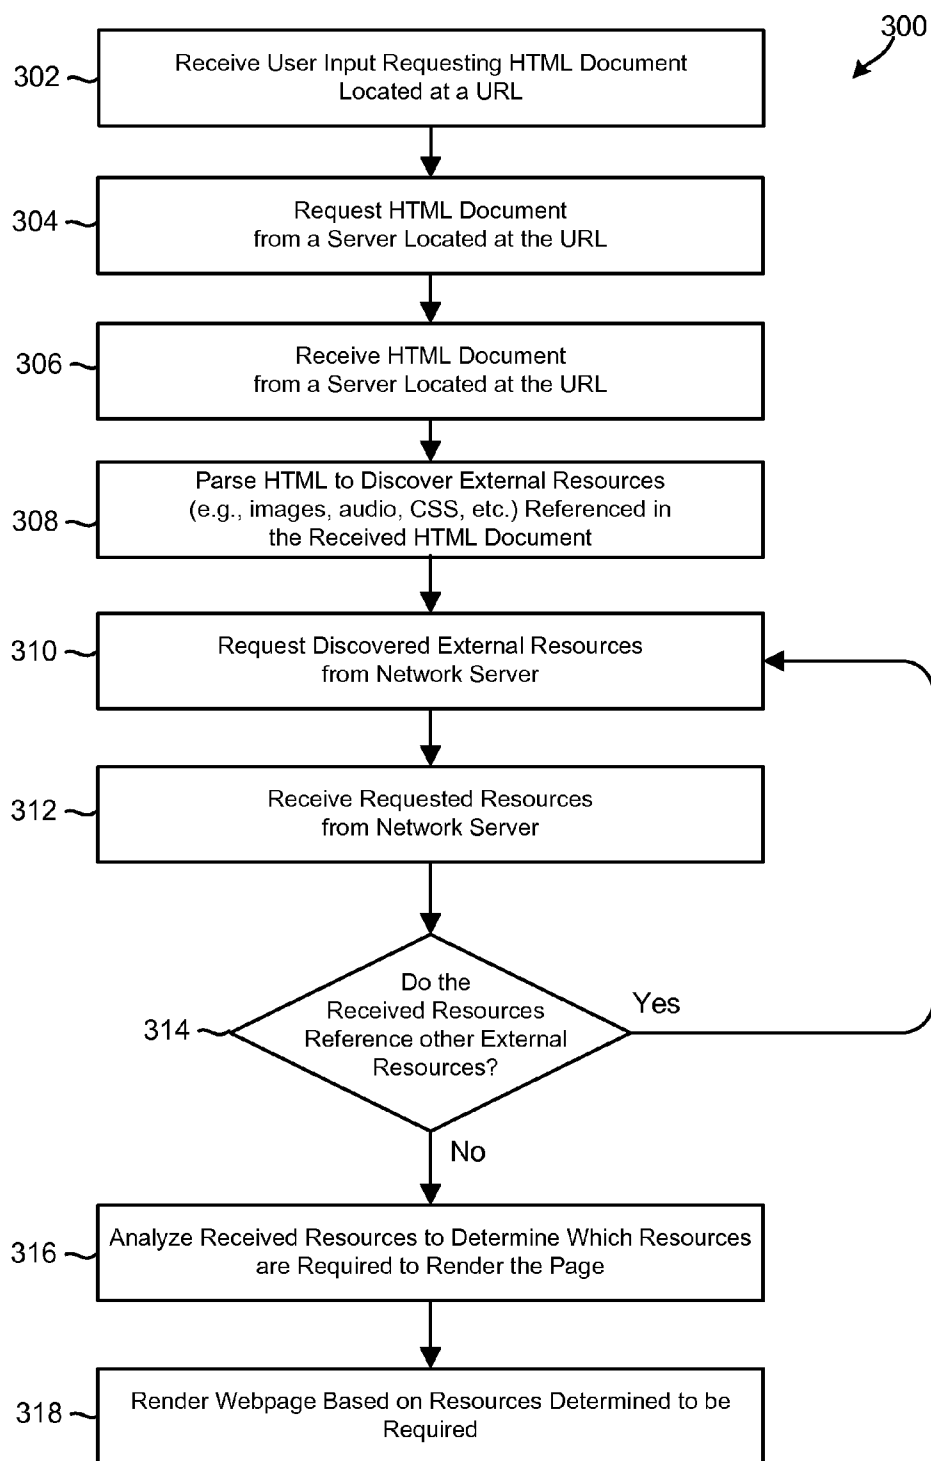 300
302
Receive User Input Requesting HTML Document
Located at a URL
304
Request HTML Document
from a Server Located at the URL
306
Receive HTML Document
from a Server Located at the URL
308
Parse HTML to Discover External Resources
(e.g., images, audio, CSS, etc.) Referenced in
the Received HTML Document
310
Request Discovered External Resources
from Network Server
312
Receive Requested Resources
from Network Server
314
Do the
Received Resources
Reference other External
Resources?
Yes
No
316
Analyze Received Resources to Determine Which Resources
are Required to Render the Page
318
Render Webpage Based on Resources Determined to be
Required